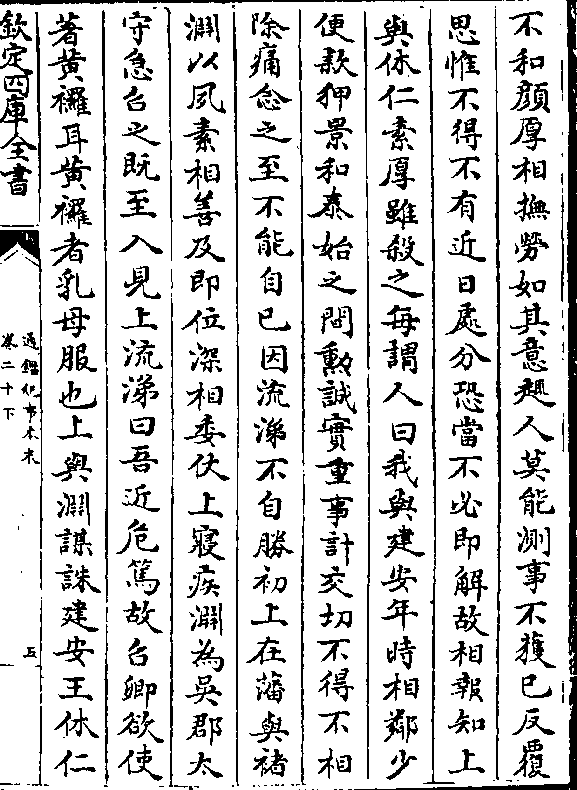 不和顔厚相撫勞如其意趣人莫能測事不獲已反覆
思惟不得不有近日處分恐當不必即解故相報知上
與休仁素厚雖殺之每謂人曰我與建安年時相鄰少
便款狎景和泰始之間勲誠實重事計交切不得不相
除痛念之至不能自已因流涕不自勝初上在藩與褚
淵以夙素相善及即位深相委仗上寢疾淵為吳郡太
守急召之既至入見上流涕曰吾近危篤故召卿欲使
著黄襬耳黄襬者乳母服也上與淵謀誅建安王休仁
欽定四庫全書
通鑑紀事本末
卷二十下
五